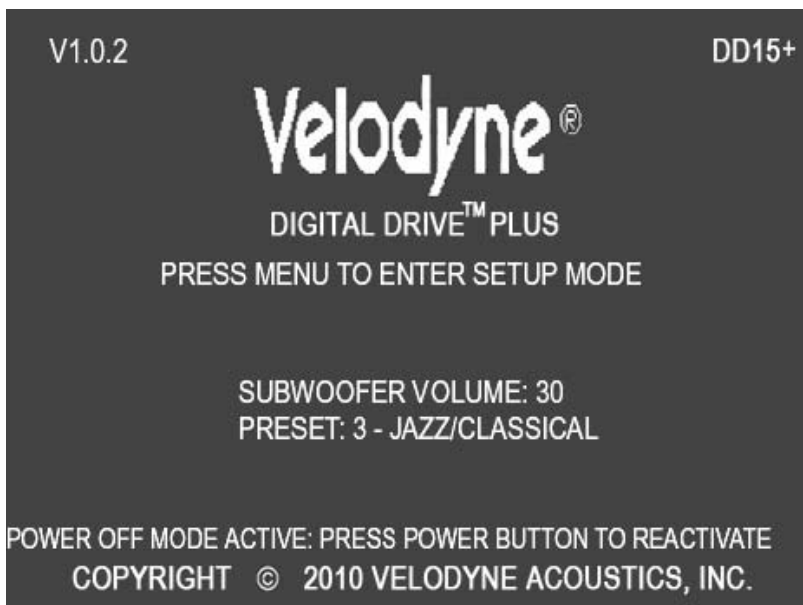 V1.0.2 DD15+
Velodyne®
DIGITAL DRIVE™ PLUS
PRESS MENU TO ENTER SETUP MODE
SUBWOOFER VOLUME: 30
PRESET: 3 - JAZZ/CLASSICAL
POWER OFF MODE ACTIVE: PRESS POWER BUTTON TO REACTIVATE
COPYRIGHT © 2010 VELODYNE ACOUSTICS, INC.